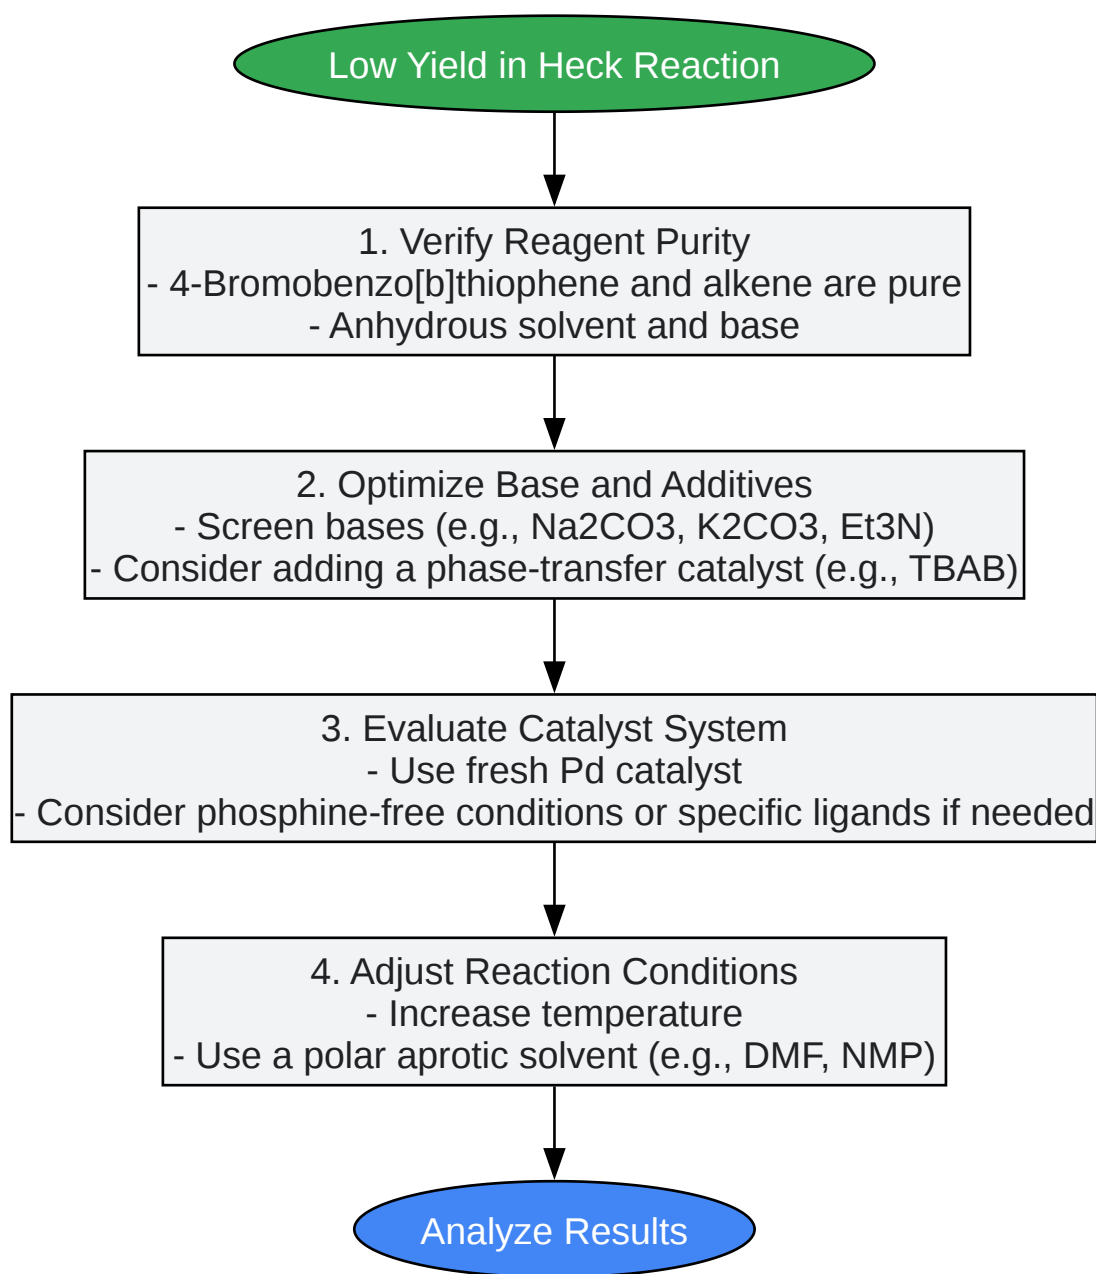 Low Yield in Heck Reaction
1. Verify Reagent Purity
- 4-Bromobenzo[b]thiophene and alkene are pure
- Anhydrous solvent and base
2. Optimize Base and Additives
- Screen bases (e.g., Na2CO3, K2CO3, Et3N)
- Consider adding a phase-transfer catalyst (e.g., TBAB)
3. Evaluate Catalyst System
- Use fresh Pd catalyst
- Consider phosphine-free conditions or specific ligands if needed
4. Adjust Reaction Conditions
- Increase temperature
- Use a polar aprotic solvent (e.g., DMF, NMP)
Analyze Results